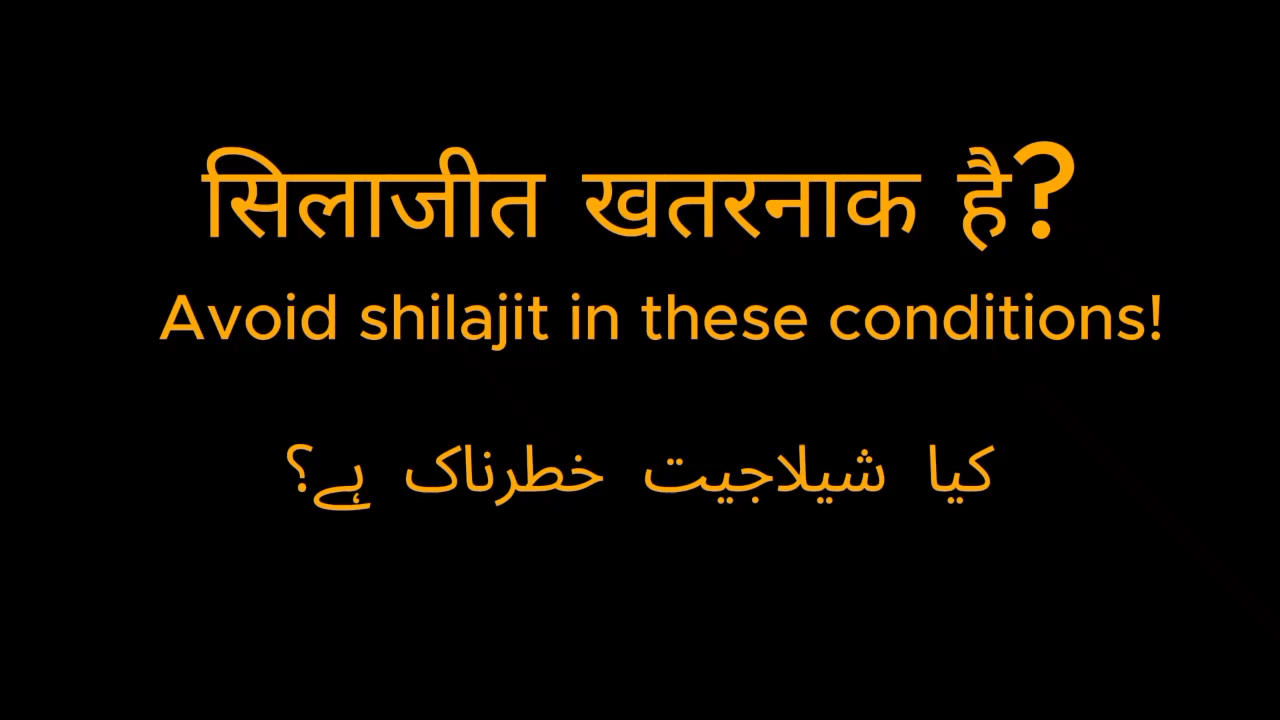 सिलाजीत खतरनाक है?
Avoid shilajit in these conditions!
کیا شیلاجیت خطرناک ہے؟